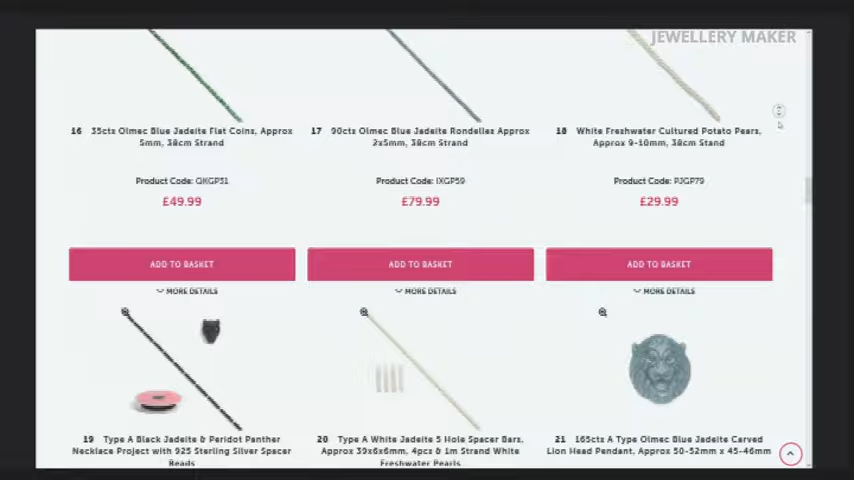 JEWELLERY MAKER
16 35cts Olmec Blue Jadeite Flat Coins, Approx
5mm, 38cm Strand
Product Code: QKGP31
£49.99
ADD TO BASKET
MORE DETAILS
17 90cts Olmec Blue Jadeite Rondelles Approx
2x5mm, 38cm Strand
Product Code: IXGP59
£79.99
ADD TO BASKET
MORE DETAILS
18 White Freshwater Cultured Potato Pears,
Approx 9-10mm, 38cm Stand
Product Code: PJGP79
£29.99
ADD TO BASKET
MORE DETAILS
19 Type A Black Jadeite & Peridot Panther
Necklace Project with 925 Sterling Silver Spacer
Beads
20 Type A White Jadeite 5 Hole Spacer Bars,
Approx 39x6x6mm, 4pcs & 1m Strand White
Freshwater Pearls
21 165cts A Type Olmec Blue Jadeite Carved
Lion Head Pendant, Approx 50-52mm x 45-46mm